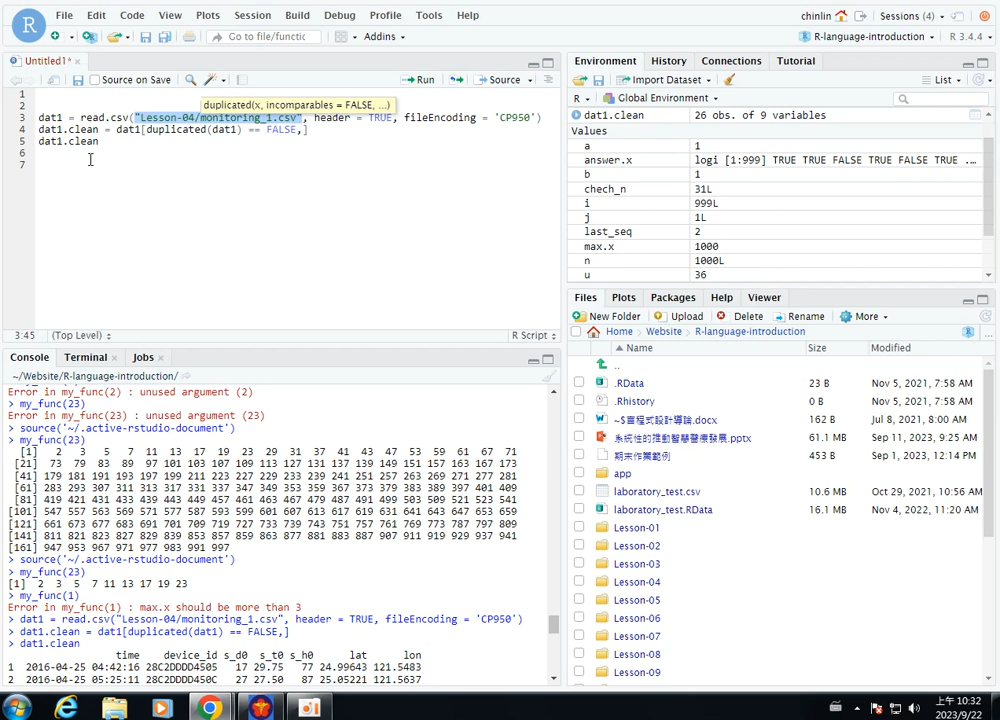 File Edit Code View Plots Session Build Debug Profile Tools Help
chinlin Sessions (4)
Go to file/functic Addins
R-language-introduction R 3.4.4
Untitled1*
Source on Save Run Source
1
2
duplicated(x, incomparables = FALSE, ...)
3 dat1 = read.csv("Lesson-04/monitoring_1.csv", header = TRUE, fileEncoding = 'CP950')
4 dat1.clean = dat1[duplicated(dat1) == FALSE,]
5 dat1.clean
6
7
3:45 (Top Level) R Script
Console Terminal Jobs
~/Website/R-language-introduction/
Error in my_func(2) : unused argument (2)
> my_func(23)
Error in my_func(23) : unused argument (23)
> source('~/.active-rstudio-document')
> my_func(23)
[1] 2 3 5 7 11 13 17 19 23 29 31 37 41 43 47 53 59 61 67 71
[21] 73 79 83 89 97 101 103 107 109 113 127 131 137 139 149 151 157 163 167 173
[41] 179 181 191 193 197 199 211 223 227 229 233 239 241 251 257 263 269 271 277 281
[61] 283 293 307 311 313 317 331 337 347 349 353 359 367 373 379 383 389 397 401 409
[81] 419 421 431 433 439 443 449 457 461 463 467 479 487 491 499 503 509 521 523 541
[101] 547 557 563 569 571 577 587 593 599 601 607 613 617 619 631 641 643 647 653 659
[121] 661 673 677 683 691 701 709 719 727 733 739 743 751 757 761 769 773 787 797 809
[141] 811 821 823 827 829 839 853 857 859 863 877 881 883 887 907 911 919 929 937 941
[161] 947 953 967 971 977 983 991 997
> source('~/.active-rstudio-document')
> my_func(23)
[1] 2 3 5 7 11 13 17 19 23
> my_func(1)
Error in my_func(1) : max.x should be more than 3
> dat1 = read.csv("Lesson-04/monitoring_1.csv", header = TRUE, fileEncoding = 'CP950')
> dat1.clean = dat1[duplicated(dat1) == FALSE,]
> dat1.clean
time device_id s_d0 s_t0 s_h0 lat lon
1 2016-04-25 04:42:16 28C2DDDD4505 17 29.75 77 24.99643 121.5483
2 2016-04-25 05:25:11 28C2DDDD450C 27 27.50 87 25.05221 121.5637
Environment History Connections Tutorial
Import Dataset List
R Global Environment
dat1.clean 26 obs. of 9 variables
Values
a 1
answer.x logi [1:999] TRUE TRUE FALSE TRUE FALSE TRUE ...
b 1
chech_n 31L
i 999L
j 1L
last_seq 2
max.x 1000
n 1000L
u 36
Files Plots Packages Help Viewer
New Folder Upload Delete Rename More
Home Website R-language-introduction
Name Size Modified
..
.RData 23 B Nov 5, 2021, 7:58 AM
.Rhistory 0 B Nov 5, 2021, 7:58 AM
~$言程式設計導論.docx 162 B Jul 8, 2021, 8:00 AM
系統性的推動智慧醫療發展.pptx 61.1 MB Sep 11, 2023, 9:25 AM
期末作業範例 453 B Sep 1, 2023, 12:14 PM
app
laboratory_test.csv 10.6 MB Oct 29, 2021, 10:56 AM
laboratory_test.RData 16.1 MB Nov 4, 2022, 11:20 AM
Lesson-01
Lesson-02
Lesson-03
Lesson-04
Lesson-05
Lesson-06
Lesson-07
Lesson-08
Lesson-09
上午 10:32
2023/9/22